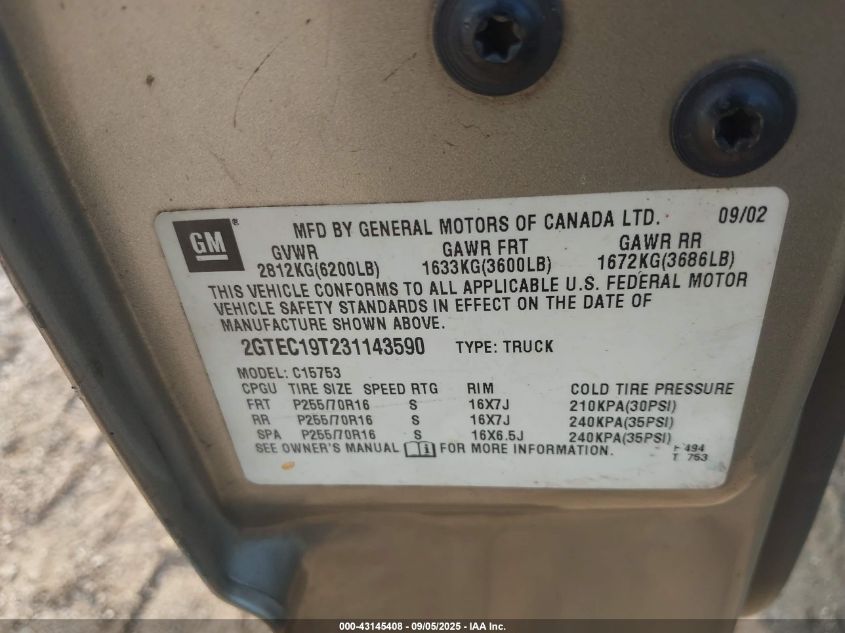 GM ®
MFD BY GENERAL MOTORS OF CANADA LTD. 09/02
GVWR GAWR FRT GAWR RR
2812KG(6200LB) 1633KG(3600LB) 1672KG(3686LB)
THIS VEHICLE CONFORMS TO ALL APPLICABLE U.S. FEDERAL MOTOR
VEHICLE SAFETY STANDARDS IN EFFECT ON THE DATE OF
MANUFACTURE SHOWN ABOVE.
2GTEC19T231143590 TYPE: TRUCK
MODEL: C15753
CPGU TIRE SIZE SPEED RTG RIM COLD TIRE PRESSURE
FRT P255/70R16 S 16X7J 210KPA(30PSI)
RR P255/70R16 S 16X7J 240KPA(35PSI)
SPA P255/70R16 S 16X6.5J 240KPA(35PSI)
SEE OWNER'S MANUAL FOR MORE INFORMATION.
494
T 753
000-43145408 - 09/05/2025 - IAA Inc.